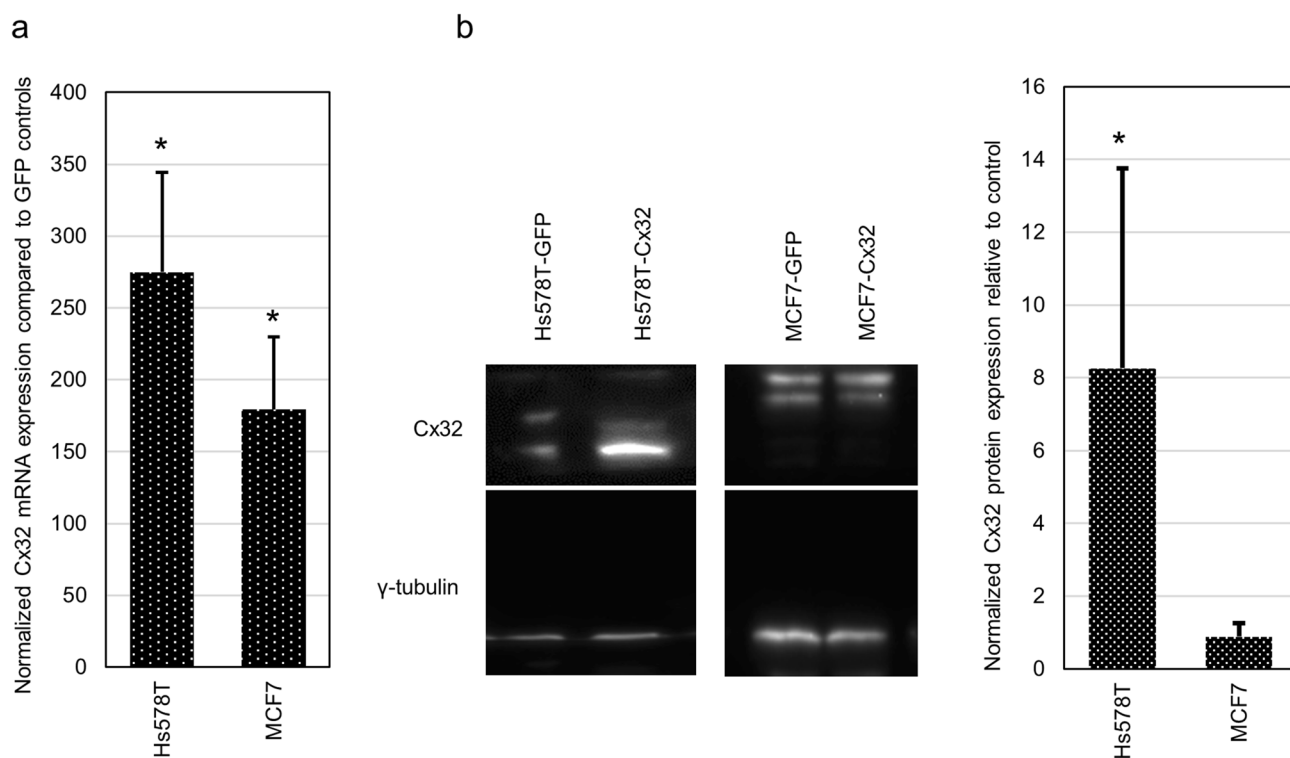 a
Normalized Cx32 mRNA expression compared to GFP controls
400
350
300
250
200
150
100
50
0
*
*
Hs578T
MCF7
b
Hs578T-GFP
Hs578T-Cx32
MCF7-GFP
MCF7-Cx32
Cx32
γ-tubulin
Normalized Cx32 protein expression relative to control
16
14
12
10
8
6
4
2
0
*
Hs578T
MCF7